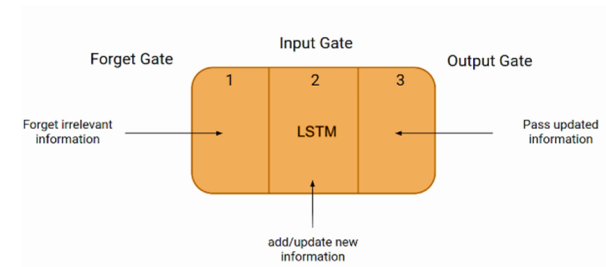 Input Gate
Forget Gate
Output Gate
1
2
3
Forget irrelevant
information
LSTM
Pass updated
information
add/update new
information